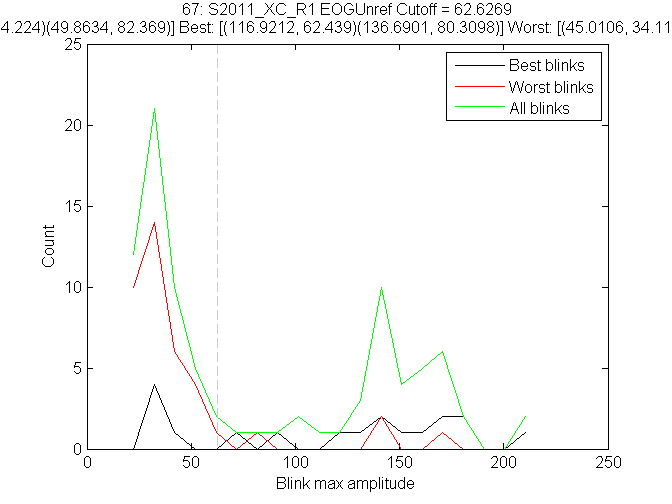 67: S2011_XC_R1 EOGUnref Cutoff = 62.6269
4.224)(49.8634, 82.369)] Best: [(116.9212, 62.439)(136.6901, 80.3098)] Worst: [(45.0106, 34.11
Best blinks
Worst blinks
All blinks
25
20
15
10
5
0
Count
0 50 100 150 200 250
Blink max amplitude